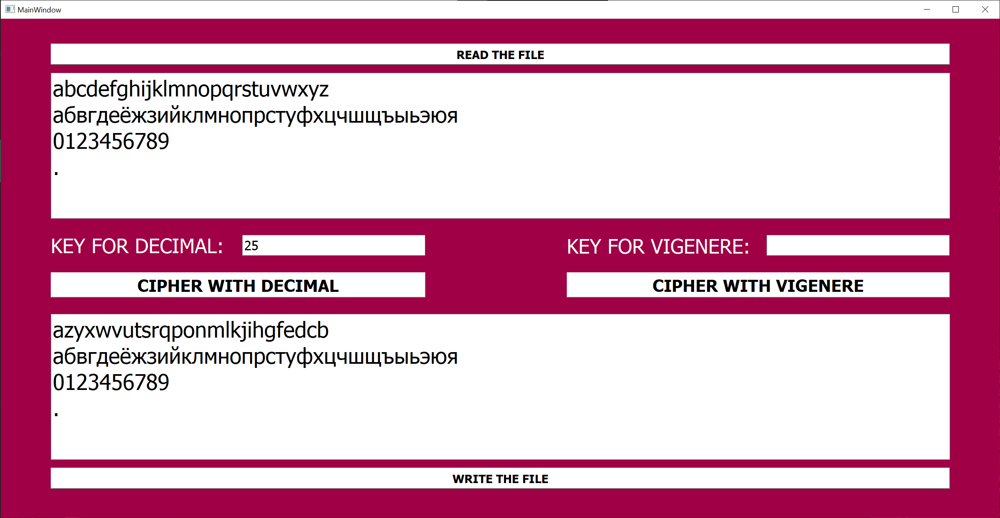 MainWindow
READ THE FILE
abcdefghijklmnopqrstuvwxyz
абвгдеёжзийклмнопрстуфхцчшщъыьэюя
0123456789
.
KEY FOR DECIMAL: 25
KEY FOR VIGENERE:
CIPHER WITH DECIMAL
CIPHER WITH VIGENERE
azyxwvutsrqponmlkjihgfedcb
абвгдеёжзийклмнопрстуфхцчшщъыьэюя
0123456789
.
WRITE THE FILE